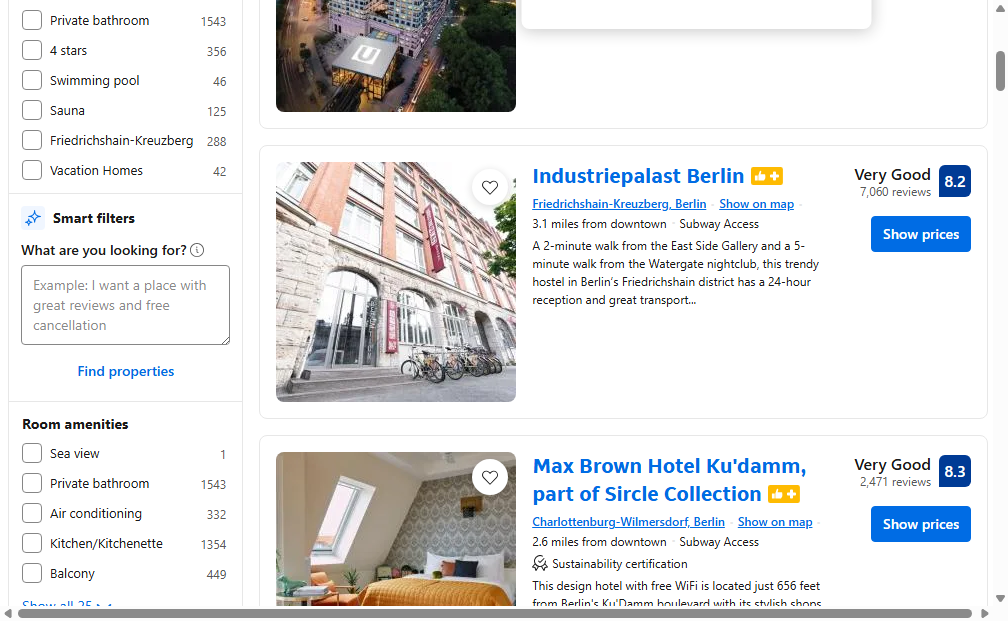 Private bathroom 1543
4 stars 356
Swimming pool 46
Sauna 125
Friedrichshain-Kreuzberg 288
Vacation Homes 42
Smart filters
What are you looking for?
Example: I want a place with
great reviews and free
cancellation
Find properties
Room amenities
Sea view 1
Private bathroom 1543
Air conditioning 332
Kitchen/Kitchenette 1354
Balcony 449
U
Industriepalast Berlin
Friedrichshain-Kreuzberg, Berlin · Show on map ·
3.1 miles from downtown · Subway Access
A 2-minute walk from the East Side Gallery and a 5-
minute walk from the Watergate nightclub, this trendy
hostel in Berlin's Friedrichshain district has a 24-hour
reception and great transport...
Very Good 8.2
7,060 reviews
Show prices
Max Brown Hotel Ku'damm,
part of Sircle Collection
Charlottenburg-Wilmersdorf, Berlin · Show on map ·
2.6 miles from downtown · Subway Access
Sustainability certification
This design hotel with free WiFi is located just 656 feet
from Berlin's Ku'Damm boulevard with its stylish shops
Very Good 8.3
2,471 reviews
Show prices